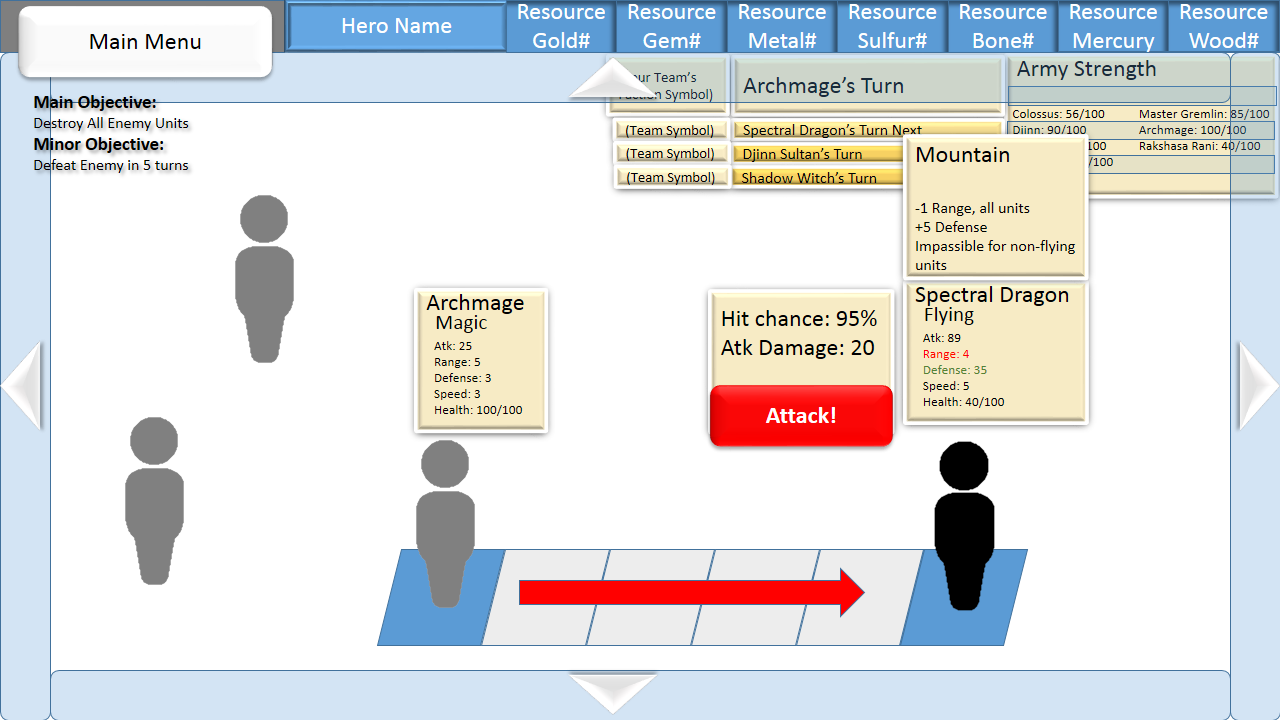 Main Menu
Hero Name
Resource
Gold#
Resource
Gem#
Resource
Metal#
Resource
Sulfur#
Resource
Bone#
Resource
Mercury
Resource
Wood#
Main Objective:
Destroy All Enemy Units
Minor Objective:
Defeat Enemy in 5 turns
Team's
Symbol)
Archmage's Turn
(Team Symbol)
Spectral Dragon's Turn Next
(Team Symbol)
Djinn Sultan's Turn
(Team Symbol)
Shadow Witch's Turn
Army Strength
Colossus: 56/100
Master Gremlin: 85/100
Djinn: 90/100
Archmage: 100/100
/100
Rakshasa Rani: 40/100
/100
Mountain
-1 Range, all units
+5 Defense
Impassible for non-flying
units
Archmage
Magic
Atk: 25
Range: 5
Defense: 3
Speed: 3
Health: 100/100
Hit chance: 95%
Atk Damage: 20
Attack!
Spectral Dragon
Flying
Atk: 89
Range: 4
Defense: 35
Speed: 5
Health: 40/100